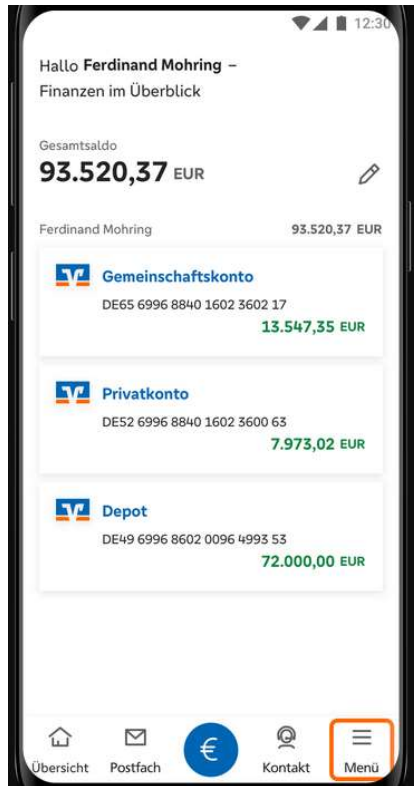 12:30
Hallo Ferdinand Mohring –
Finanzen im Überblick
Gesamtsaldo
93.520,37 EUR
Ferdinand Mohring 93.520,37 EUR
Gemeinschaftskonto
DE65 6996 8840 1602 3602 17
13.547,35 EUR
Privatkonto
DE52 6996 8840 1602 3600 63
7.973,02 EUR
Depot
DE49 6996 8602 0096 4993 53
72.000,00 EUR
€
Übersicht Postfach Kontakt Menü